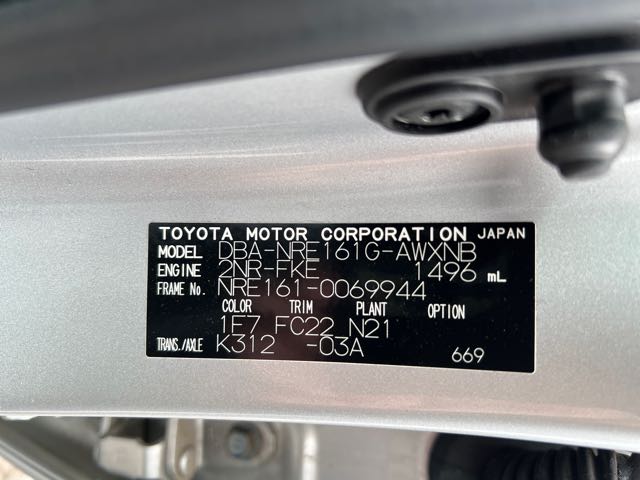 TOYOTA MOTOR CORPORATION JAPAN
MODEL DBA-NRE161G-AWXNB
ENGINE 2NR-FKE 1496 mL
FRAME No. NRE161-0069944
COLOR TRIM PLANT OPTION
1F7 FC22 N21
TRANS./AXLE K312 -03A
669